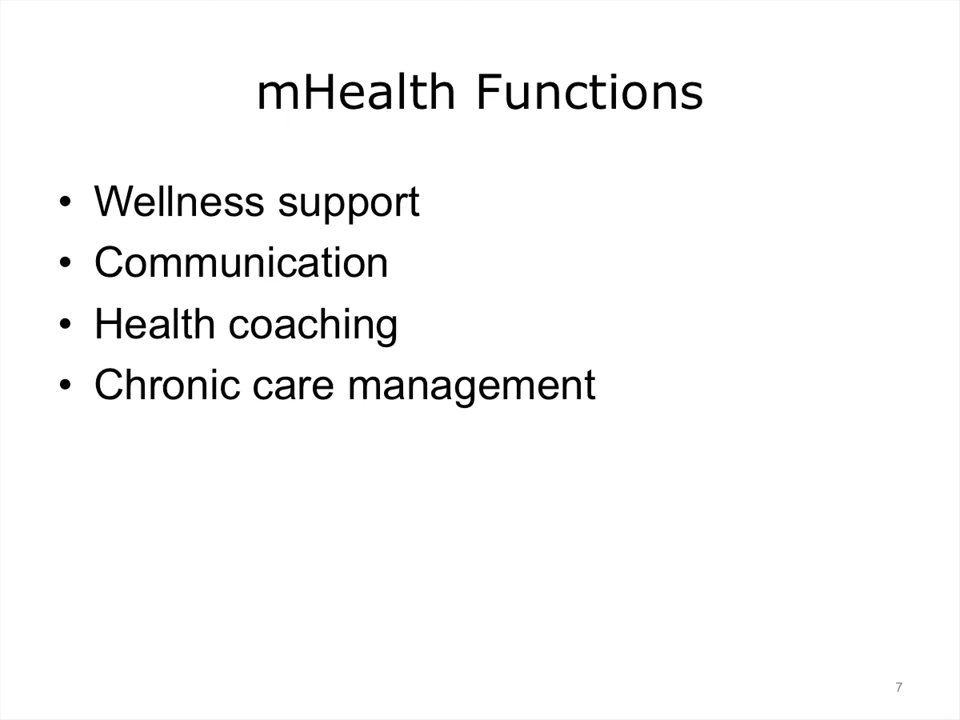 mHealth Functions
• Wellness support
• Communication
• Health coaching
• Chronic care management
7